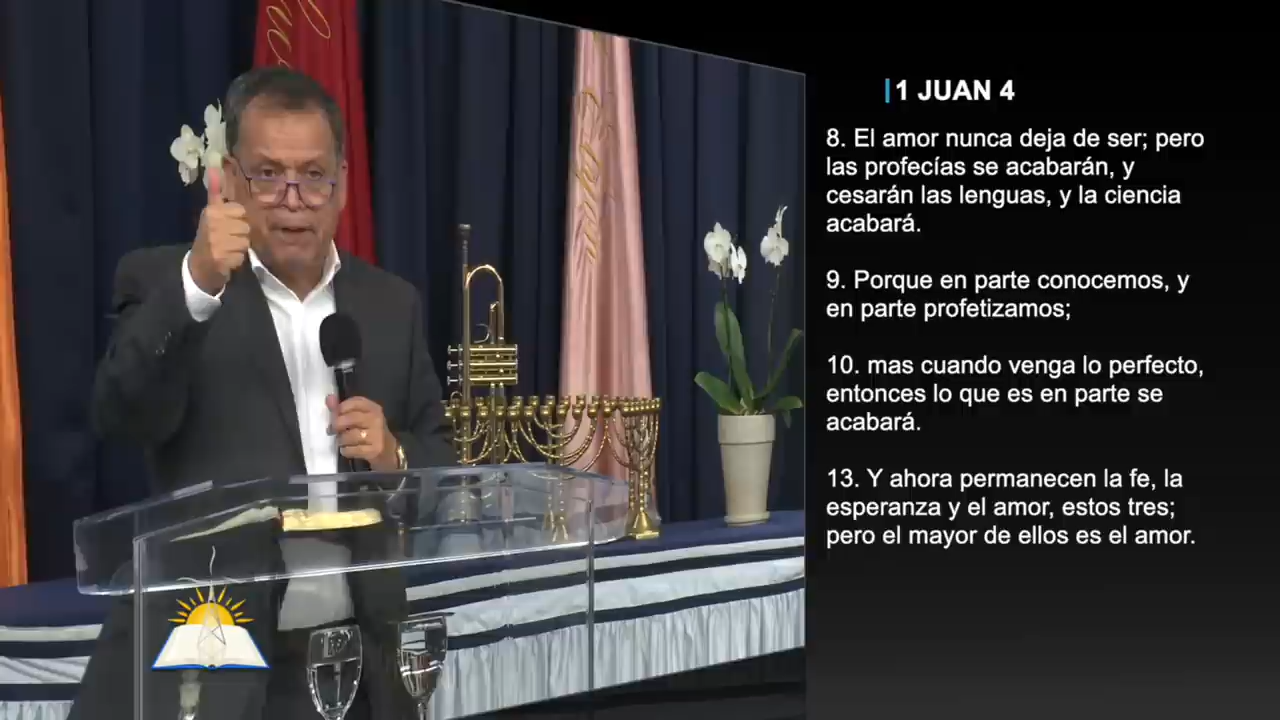 1 JUAN 4
8. El amor nunca deja de ser; pero
las profecías se acabarán, y
cesarán las lenguas, y la ciencia
acabará.
9. Porque en parte conocemos, y
en parte profetizamos;
10. mas cuando venga lo perfecto,
entonces lo que es en parte se
acabará.
13. Y ahora permanecen la fe, la
esperanza y el amor, estos tres;
pero el mayor de ellos es el amor.